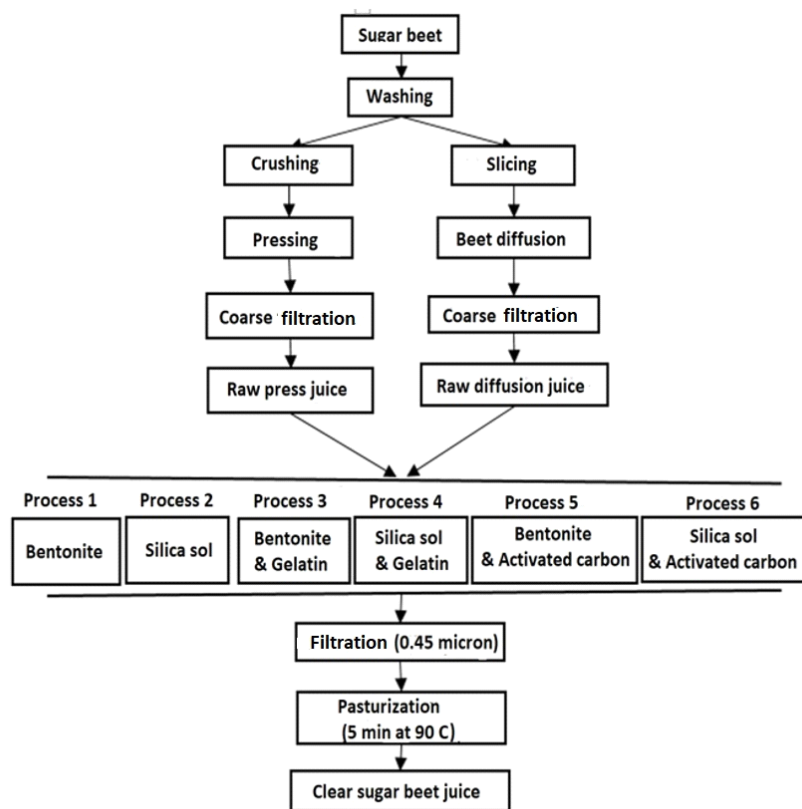 Sugar beet
Washing
Crushing
Slicing
Pressing
Beet diffusion
Coarse filtration
Coarse filtration
Raw press juice
Raw diffusion juice
Process 1
Process 2
Process 3
Process 4
Process 5
Process 6
Bentonite
Silica sol
Bentonite
& Gelatin
Silica sol
& Gelatin
Bentonite
& Activated carbon
Silica sol
& Activated carbon
Filtration (0.45 micron)
Pasturization
(5 min at 90 C)
Clear sugar beet juice